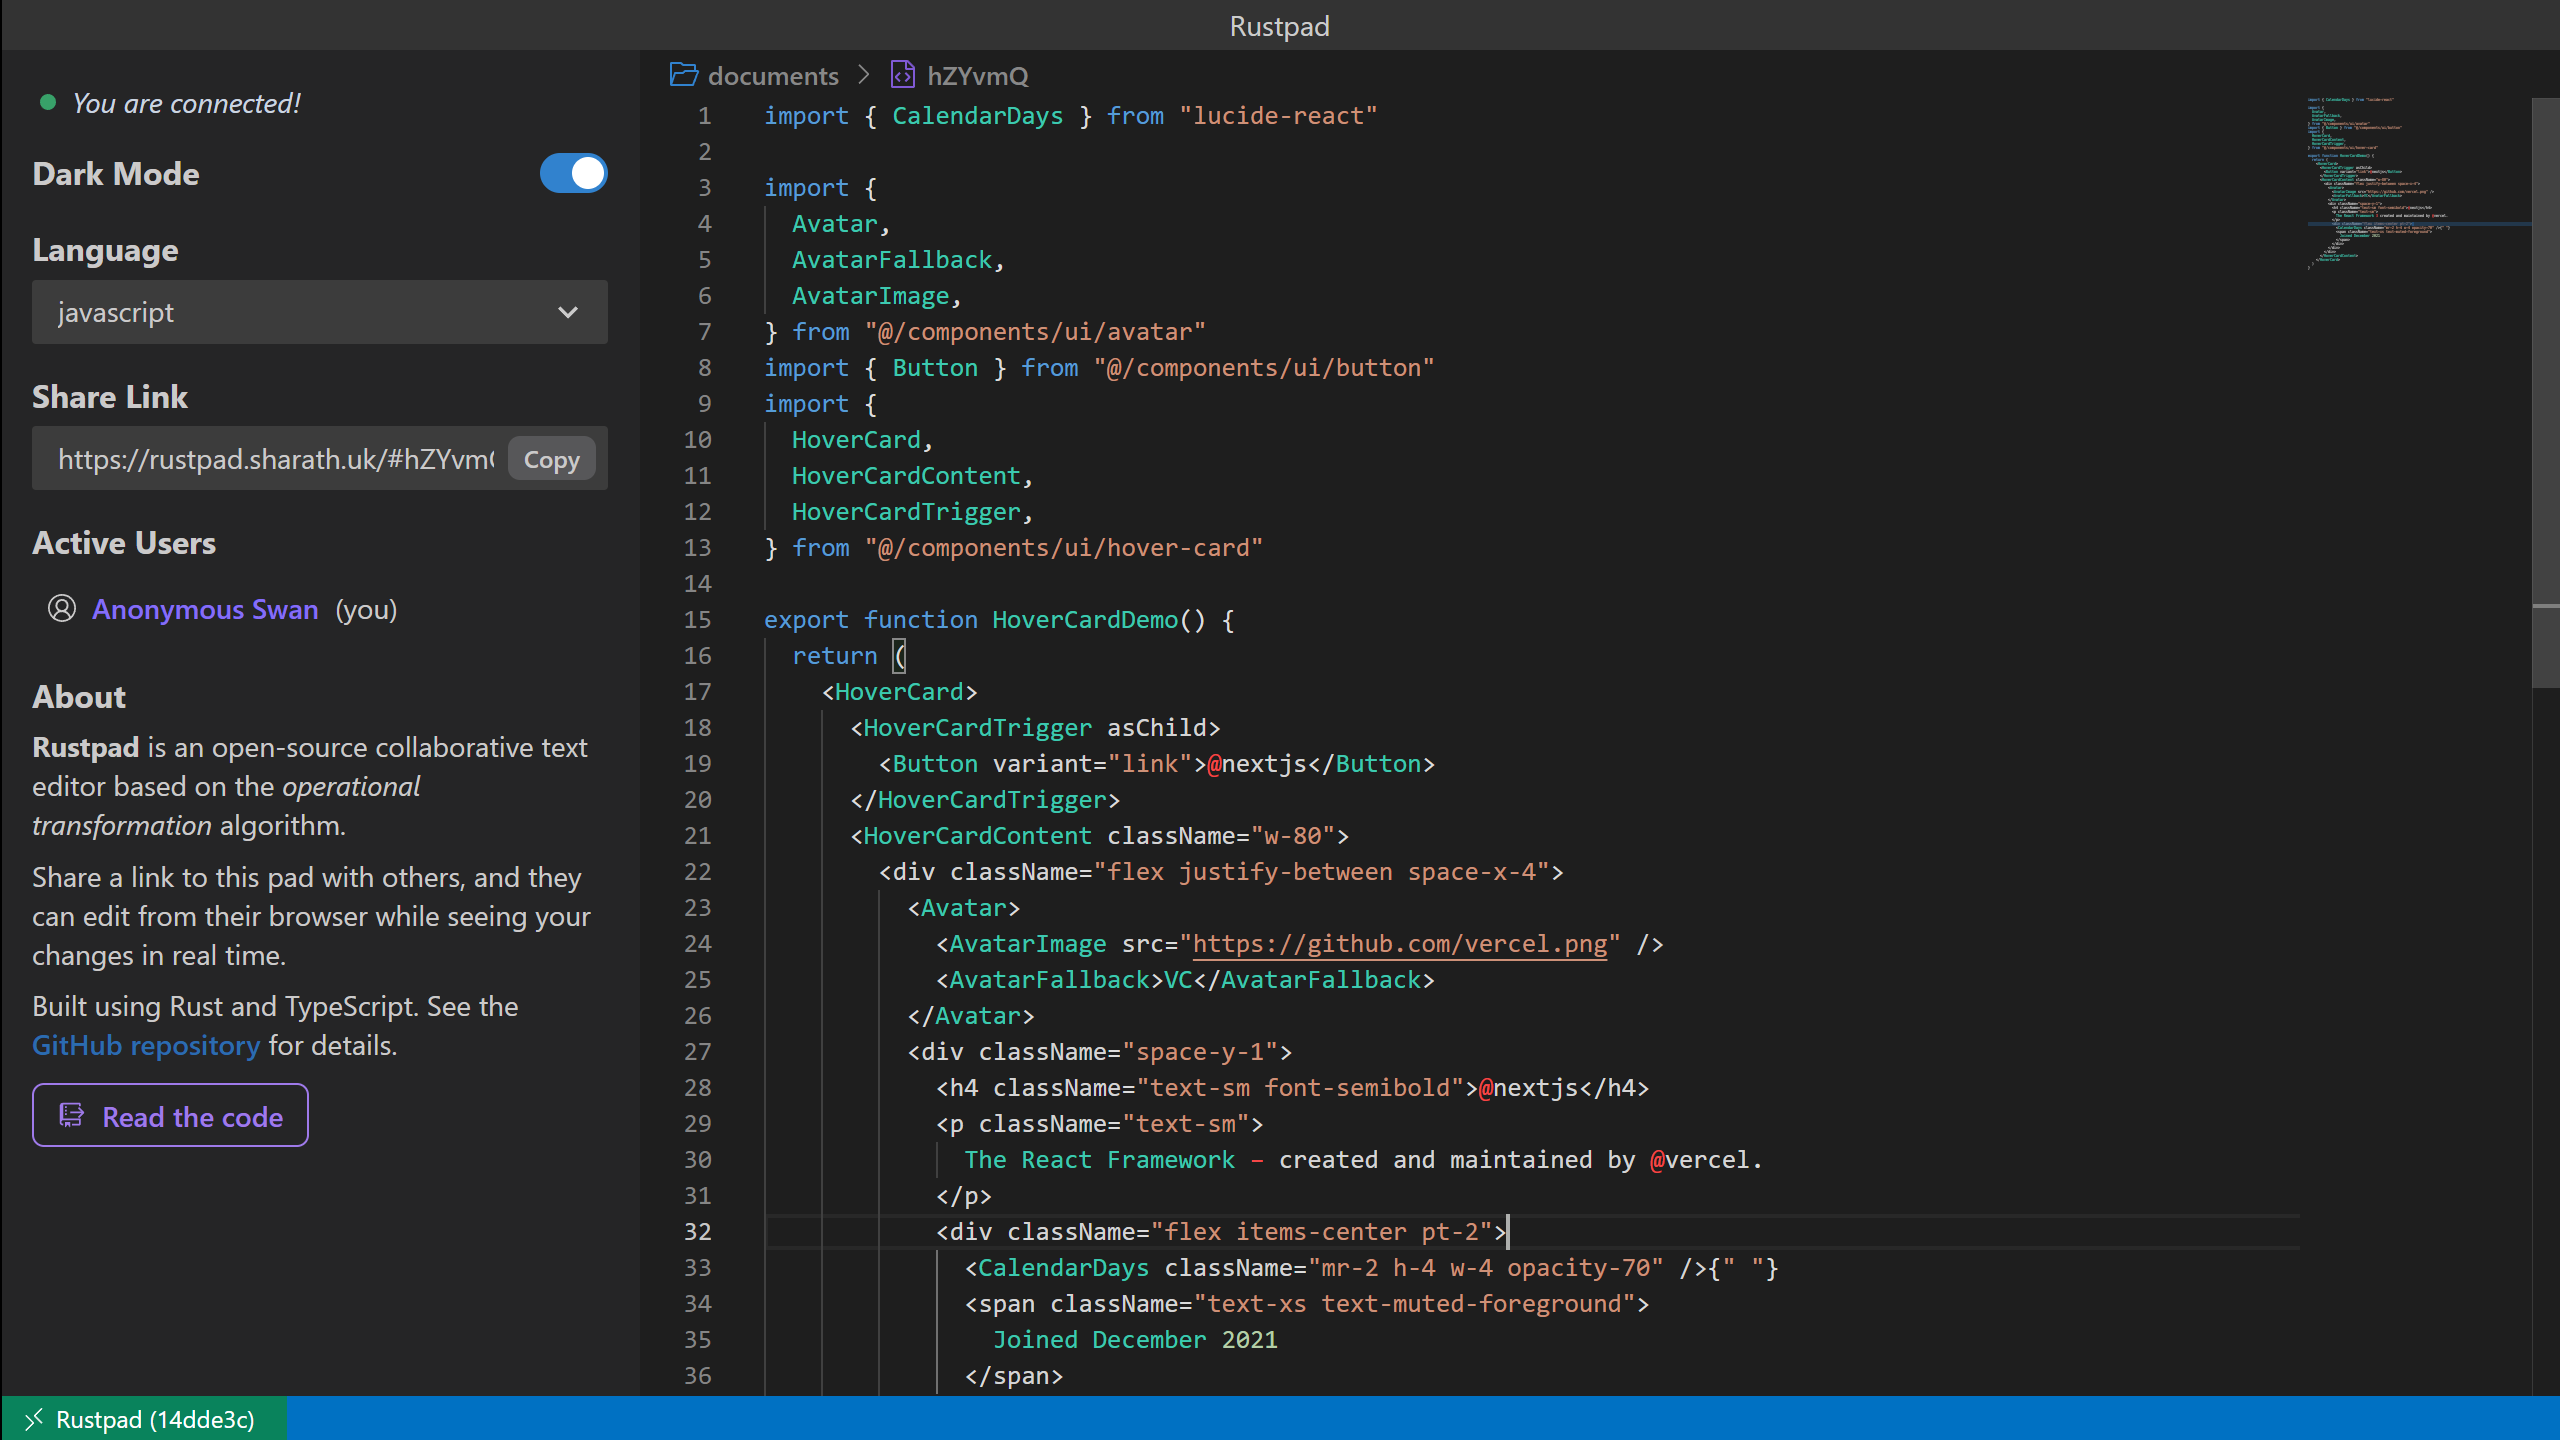 Rustpad
You are connected!
Dark Mode
Language
javascript
Share Link
https://rustpad.sharath.uk/#hZYvm
Copy
Active Users
Anonymous Swan (you)
About
Rustpad is an open-source collaborative text
editor based on the operational
transformation algorithm.
Share a link to this pad with others, and they
can edit from their browser while seeing your
changes in real time.
Built using Rust and TypeScript. See the
GitHub repository for details.
Read the code
documents > hZYvmQ
1 import { CalendarDays } from "lucide-react"
2
3 import {
4   Avatar,
5   AvatarFallback,
6   AvatarImage,
7 } from "@/components/ui/avatar"
8 import { Button } from "@/components/ui/button"
9 import {
10   HoverCard,
11   HoverCardContent,
12   HoverCardTrigger,
13 } from "@/components/ui/hover-card"
14
15 export function HoverCardDemo() {
16   return (
17     <HoverCard>
18       <HoverCardTrigger asChild>
19         <Button variant="link">@nextjs</Button>
20       </HoverCardTrigger>
21       <HoverCardContent className="w-80">
22         <div className="flex justify-between space-x-4">
23           <Avatar>
24             <AvatarImage src="https://github.com/vercel.png" />
25             <AvatarFallback>VC</AvatarFallback>
26           </Avatar>
27           <div className="space-y-1">
28             <h4 className="text-sm font-semibold">@nextjs</h4>
29             <p className="text-sm">
30               The React Framework – created and maintained by @vercel.
31             </p>
32             <div className="flex items-center pt-2">
33               <CalendarDays className="mr-2 h-4 w-4 opacity-70" />{" "}
34               <span className="text-xs text-muted-foreground">
35                 Joined December 2021
36               </span>
Rustpad (14dde3c)